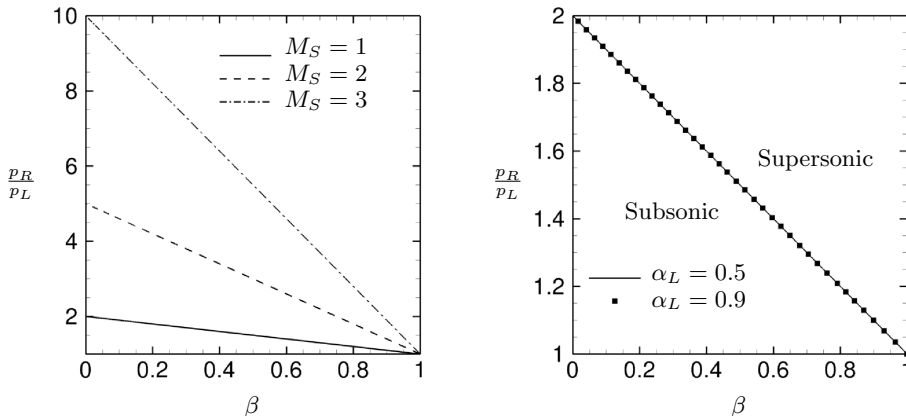 10
8
6
4
2
p_R
p_L
0
0.2
0.4
0.6
0.8
1
β
M_S = 1
M_S = 2
M_S = 3
2
1.8
1.6
1.4
1.2
1
p_R
p_L
0
0.2
0.4
0.6
0.8
1
β
Supersonic
Subsonic
α_L = 0.5
α_L = 0.9